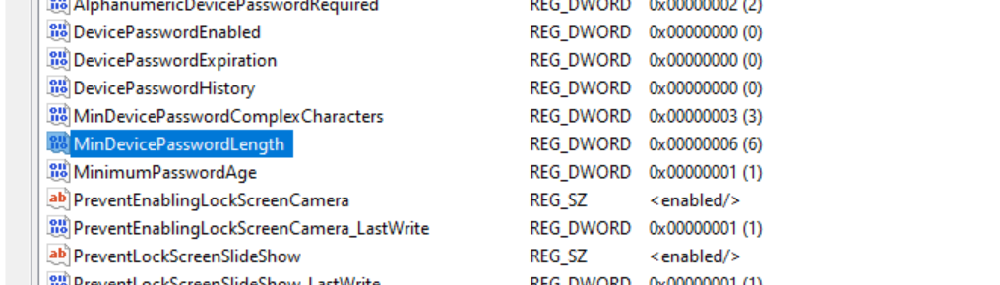 AlphanumericDevicePasswordRequired REG_DWORD 0x00000002 (2)
DevicePasswordEnabled REG_DWORD 0x00000000 (0)
DevicePasswordExpiration REG_DWORD 0x00000000 (0)
DevicePasswordHistory REG_DWORD 0x00000000 (0)
MinDevicePasswordComplexCharacters REG_DWORD 0x00000003 (3)
MinDevicePasswordLength REG_DWORD 0x00000006 (6)
MinimumPasswordAge REG_DWORD 0x00000001 (1)
ab PreventEnablingLockScreenCamera REG_SZ <enabled/>
PreventEnablingLockScreenCamera_LastWrite REG_DWORD 0x00000001 (1)
ab PreventLockScreenSlideShow REG_SZ <enabled/>
PreventLockScreenSlideShow_LastWrite REG_DWORD 0x00000001 (1)